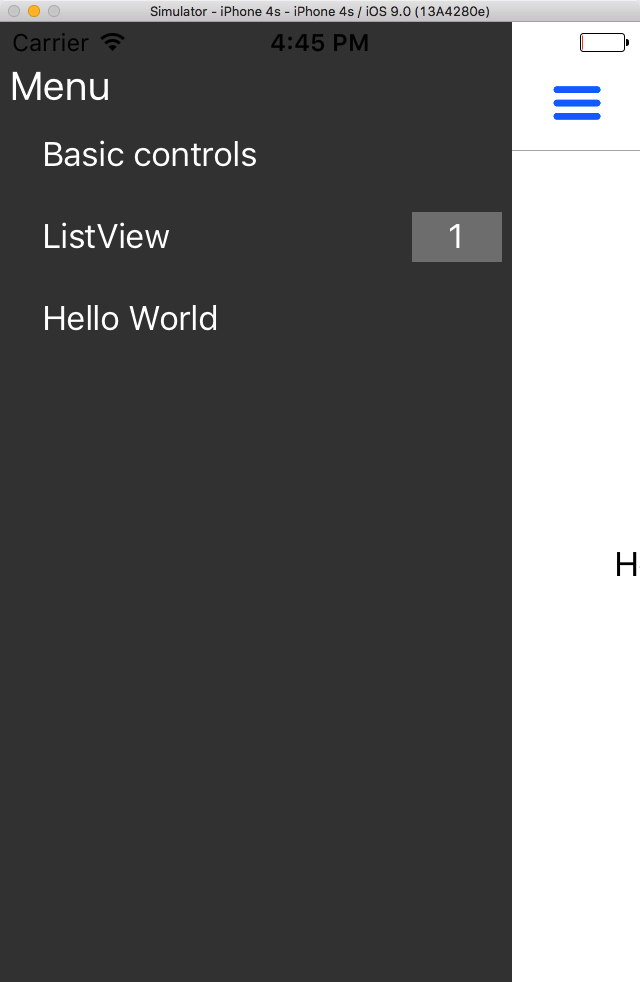 Simulator - iPhone 4s - iPhone 4s / iOS 9.0 (13A4280e)
Carrier 4:45 PM
Menu
Basic controls
ListView 1
Hello World
H